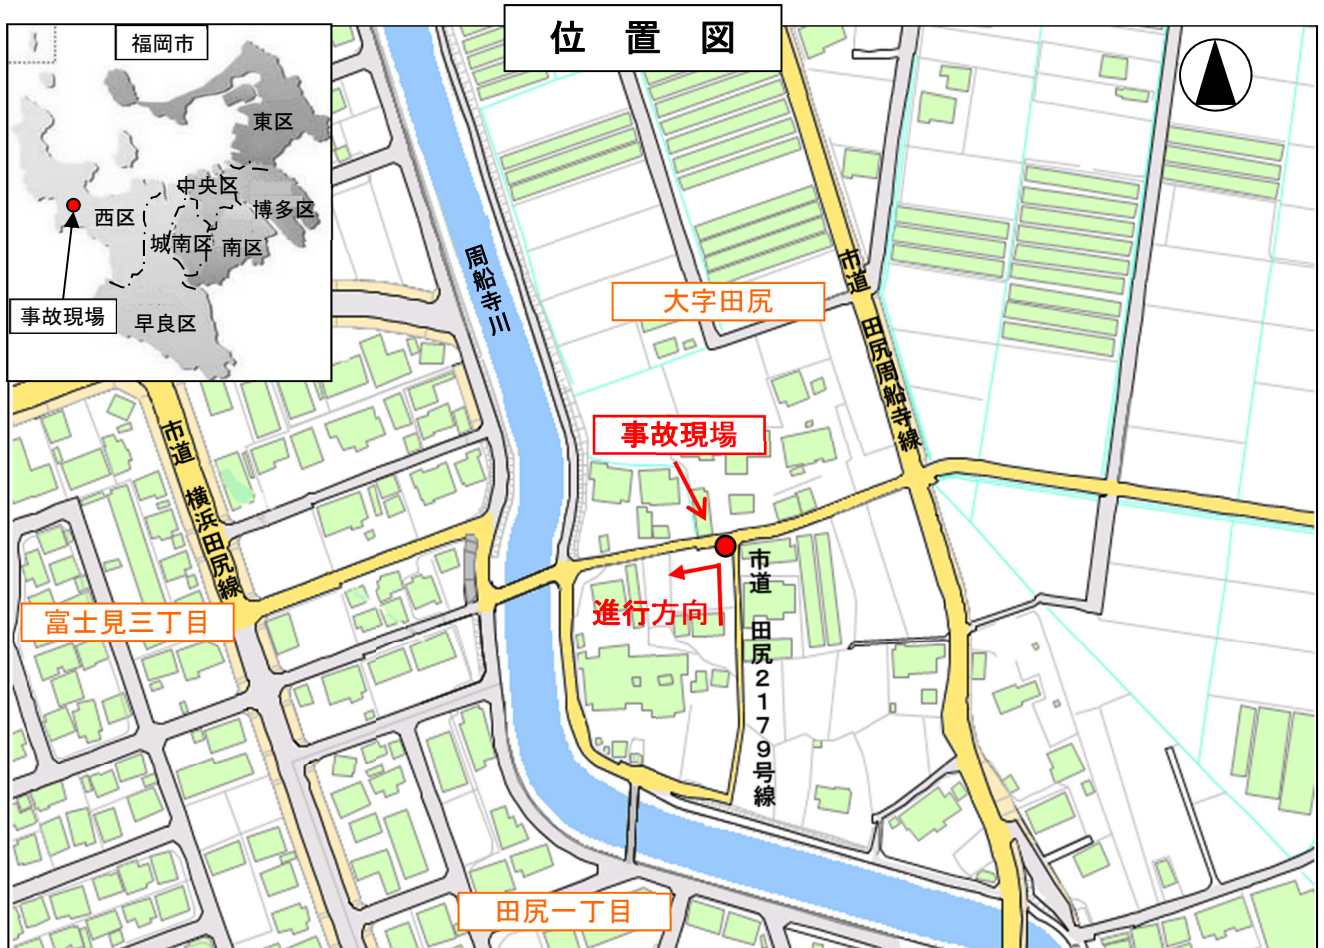 位置図
福岡市
東区
中央区
博多区
西区
城南区
南区
早良区
事故現場
周船寺川
大字田尻
市道 田尻周船寺線
市道 横浜田尻線
事故現場
進行方向
市道 田尻2179号線
富士見三丁目
田尻一丁目